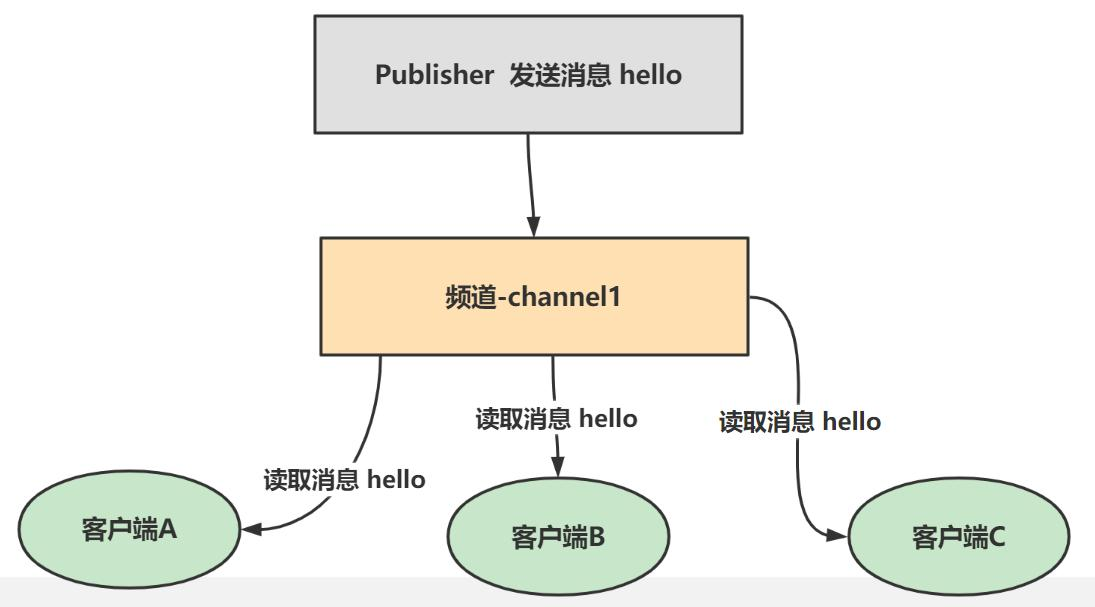 Publisher 发送消息 hello
频道-channel1
读取消息 hello
读取消息 hello
读取消息 hello
客户端A
客户端B
客户端C